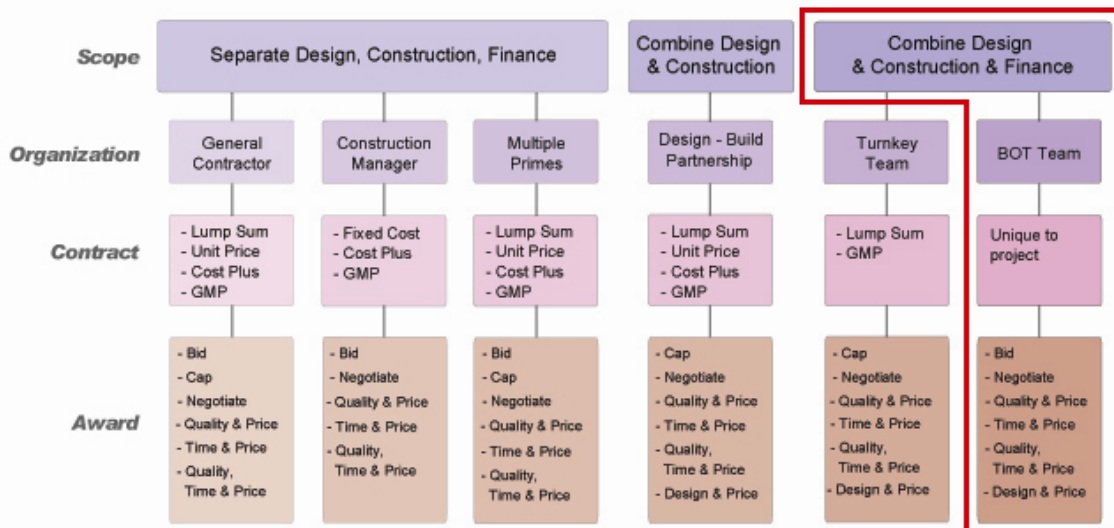 Scope
Separate Design, Construction, Finance
Combine Design
& Construction
Combine Design
& Construction & Finance
Organization
General
Contractor
Construction
Manager
Multiple
Primes
Design - Build
Partnership
Turnkey
Team
BOT Team
Contract
- Lump Sum
- Unit Price
- Cost Plus
- GMP
- Fixed Cost
- Cost Plus
- GMP
- Lump Sum
- Unit Price
- Cost Plus
- GMP
- Lump Sum
- Unit Price
- Cost Plus
- GMP
- Lump Sum
- GMP
Unique to
project
Award
- Bid
- Cap
- Negotiate
- Quality & Price
- Time & Price
- Quality,
Time & Price
- Bid
- Negotiate
- Quality & Price
- Time & Price
- Quality,
Time & Price
- Bid
- Cap
- Negotiate
- Quality & Price
- Time & Price
- Quality,
Time & Price
- Cap
- Negotiate
- Quality & Price
- Time & Price
- Quality,
Time & Price
- Design & Price
- Cap
- Negotiate
- Quality & Price
- Time & Price
- Quality,
Time & Price
- Design & Price
- Bid
- Negotiate
- Quality & Price
- Time & Price
- Quality,
Time & Price
- Design & Price